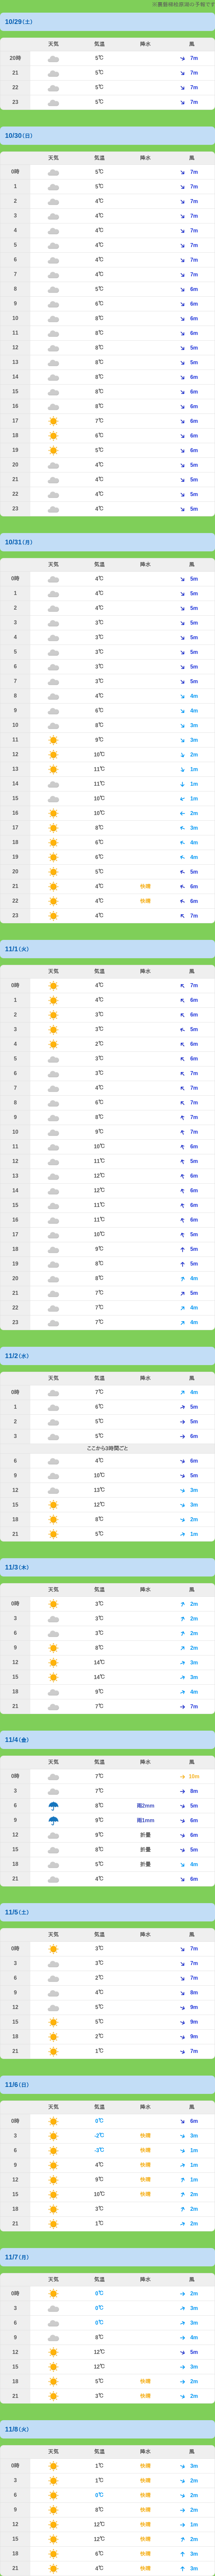 ※裏磐梯桧原湖の予報です
10/29(土)
天気 気温 降水 風
20時 5℃ 7m
21 5℃ 7m
22 5℃ 7m
23 5℃ 7m
10/30(日)
天気 気温 降水 風
0時 5℃ 7m
1 5℃ 7m
2 4℃ 7m
3 4℃ 7m
4 4℃ 7m
5 4℃ 7m
6 4℃ 7m
7 4℃ 7m
8 5℃ 6m
9 6℃ 6m
10 8℃ 6m
11 8℃ 6m
12 8℃ 5m
13 8℃ 5m
14 8℃ 6m
15 8℃ 6m
16 8℃ 6m
17 7℃ 6m
18 6℃ 6m
19 5℃ 6m
20 4℃ 5m
21 4℃ 5m
22 4℃ 5m
23 4℃ 5m
10/31(月)
天気 気温 降水 風
0時 4℃ 5m
1 4℃ 5m
2 4℃ 5m
3 3℃ 5m
4 3℃ 5m
5 3℃ 5m
6 3℃ 5m
7 3℃ 5m
8 4℃ 4m
9 6℃ 4m
10 8℃ 3m
11 9℃ 3m
12 10℃ 2m
13 11℃ 1m
14 11℃ 1m
15 10℃ 1m
16 10℃ 2m
17 8℃ 3m
18 6℃ 4m
19 6℃ 4m
20 5℃ 5m
21 4℃ 快晴 6m
22 4℃ 快晴 6m
23 4℃ 7m
11/1(火)
天気 気温 降水 風
0時 4℃ 7m
1 4℃ 6m
2 3℃ 6m
3 3℃ 5m
4 2℃ 6m
5 3℃ 6m
6 3℃ 7m
7 4℃ 7m
8 6℃ 7m
9 8℃ 7m
10 9℃ 7m
11 10℃ 6m
12 11℃ 5m
13 12℃ 6m
14 12℃ 6m
15 11℃ 6m
16 11℃ 6m
17 10℃ 5m
18 9℃ 5m
19 8℃ 5m
20 8℃ 4m
21 7℃ 5m
22 7℃ 4m
23 7℃ 4m
11/2(水)
天気 気温 降水 風
0時 7℃ 4m
1 6℃ 5m
2 5℃ 5m
3 5℃ 6m
ここから3時間ごと
6 4℃ 6m
9 10℃ 5m
12 13℃ 3m
15 12℃ 3m
18 8℃ 2m
21 5℃ 1m
11/3(木)
天気 気温 降水 風
0時 3℃ 2m
3 3℃ 2m
6 3℃ 2m
9 8℃ 2m
12 14℃ 3m
15 14℃ 3m
18 9℃ 4m
21 7℃ 7m
11/4(金)
天気 気温 降水 風
0時 7℃ 10m
3 7℃ 8m
6 8℃ 雨2mm 5m
9 9℃ 雨1mm 6m
12 9℃ 折曇 6m
15 8℃ 折曇 5m
18 5℃ 折曇 4m
21 4℃ 6m
11/5(土)
天気 気温 降水 風
0時 3℃ 7m
3 3℃ 7m
6 2℃ 7m
9 4℃ 8m
12 5℃ 9m
15 5℃ 9m
18 2℃ 9m
21 1℃ 7m
11/6(日)
天気 気温 降水 風
0時 0℃ 6m
3 -2℃ 快晴 3m
6 -3℃ 快晴 1m
9 4℃ 快晴 1m
12 9℃ 快晴 1m
15 10℃ 快晴 2m
18 3℃ 2m
21 1℃ 2m
11/7(月)
天気 気温 降水 風
0時 0℃ 2m
3 0℃ 3m
6 0℃ 3m
9 8℃ 4m
12 12℃ 5m
15 12℃ 3m
18 5℃ 快晴 2m
21 3℃ 快晴 2m
11/8(火)
天気 気温 降水 風
0時 1℃ 快晴 3m
3 1℃ 快晴 2m
6 0℃ 快晴 2m
9 8℃ 快晴 2m
12 12℃ 快晴 1m
15 12℃ 快晴 2m
18 6℃ 快晴 3m
21 4℃ 快晴 3m